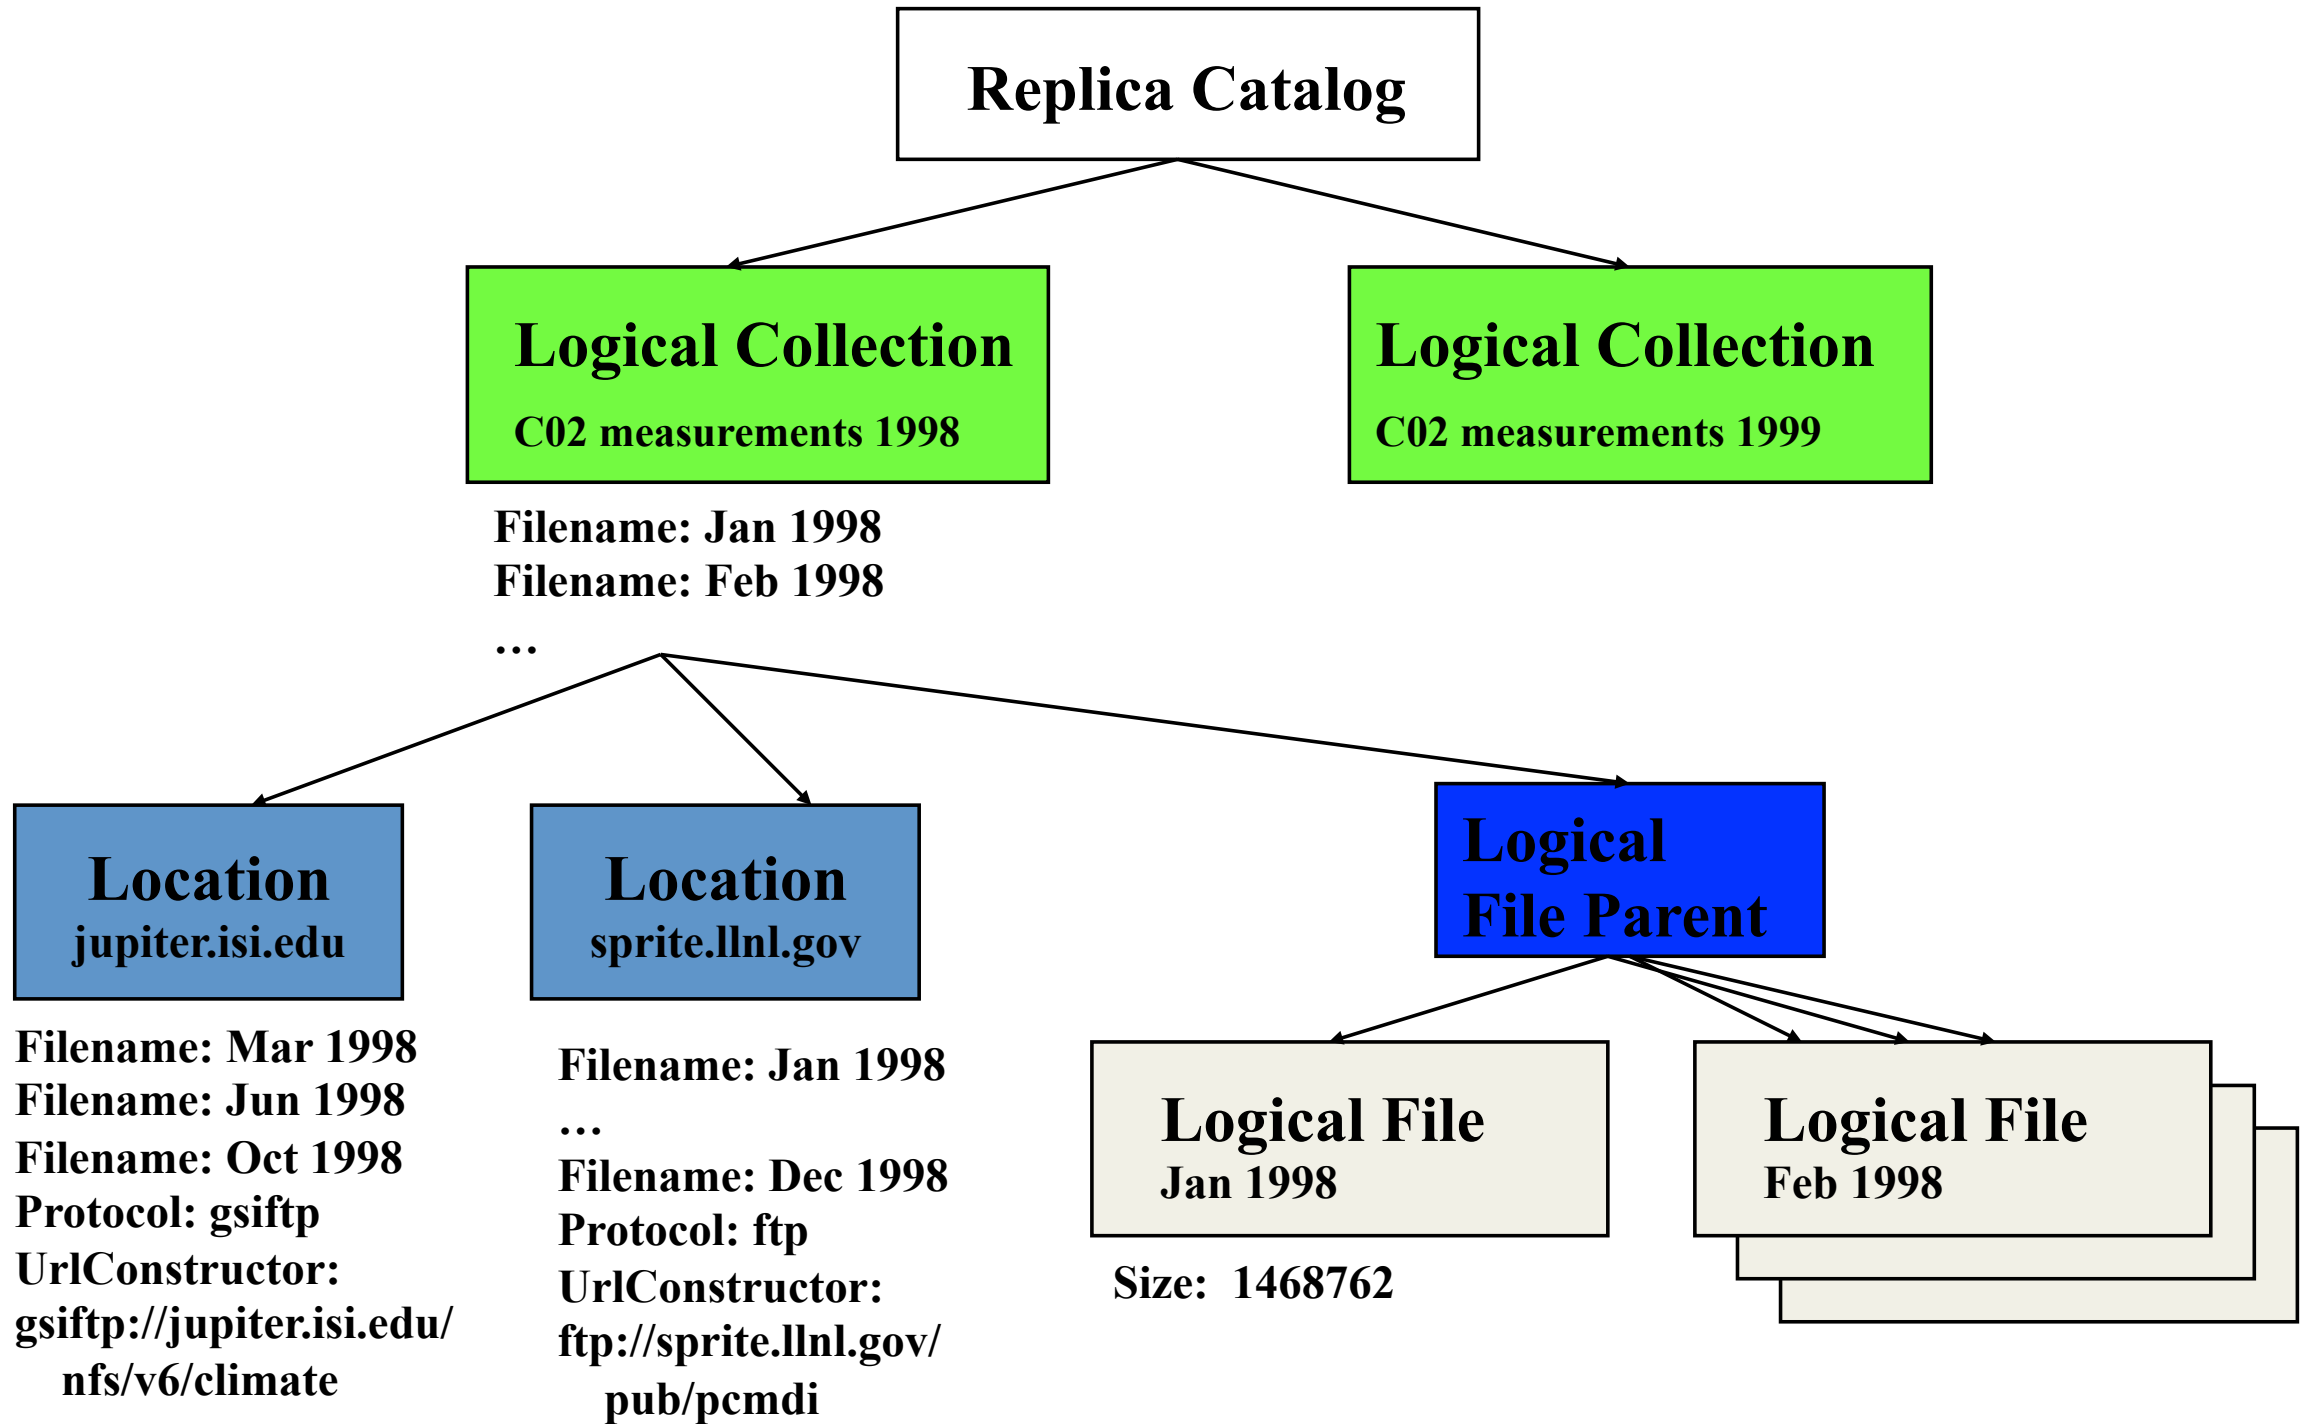 Replica Catalog
Logical Collection
C02 measurements 1998
Logical Collection
C02 measurements 1999
Filename: Jan 1998
Filename: Feb 1998
…
Location
jupiter.isi.edu
Filename: Mar 1998
Filename: Jun 1998
Filename: Oct 1998
Protocol: gsiftp
UrlConstructor:
gsiftp://jupiter.isi.edu/
nfs/v6/climate
Location
sprite.llnl.gov
Filename: Jan 1998
…
Filename: Dec 1998
Protocol: ftp
UrlConstructor:
ftp://sprite.llnl.gov/
pub/pcmdi
Logical
File Parent
Logical File
Jan 1998
Size: 1468762
Logical File
Feb 1998